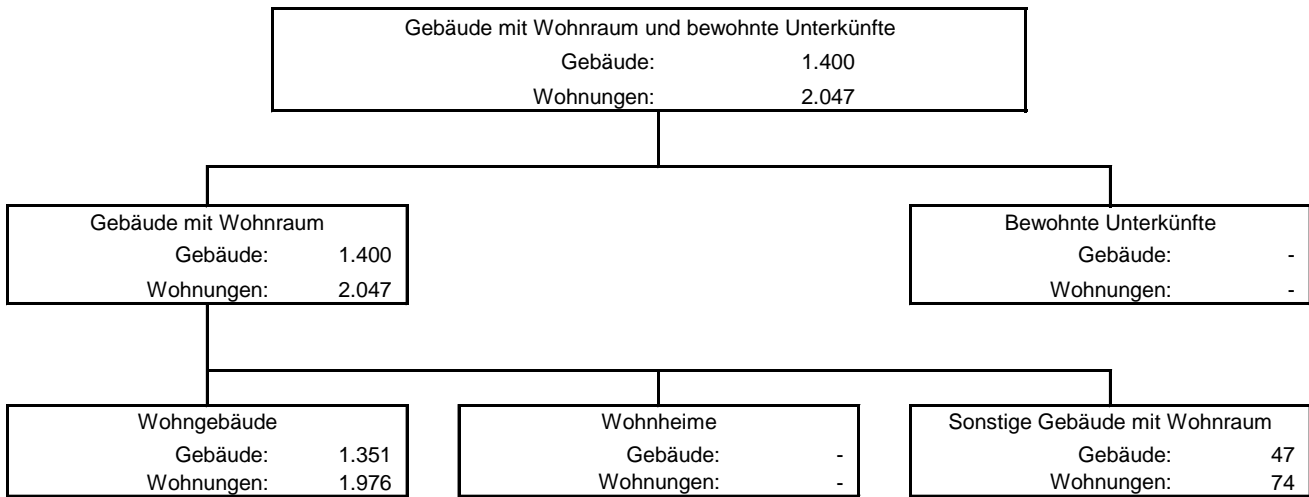 Gebäude mit Wohnraum und bewohnte Unterkünfte
Gebäude: 1.400
Wohnungen: 2.047
Gebäude mit Wohnraum
Gebäude: 1.400
Wohnungen: 2.047
Bewohnte Unterkünfte
Gebäude: -
Wohnungen: -
Wohngebäude
Gebäude: 1.351
Wohnungen: 1.976
Wohnheime
Gebäude: -
Wohnungen: -
Sonstige Gebäude mit Wohnraum
Gebäude: 47
Wohnungen: 74